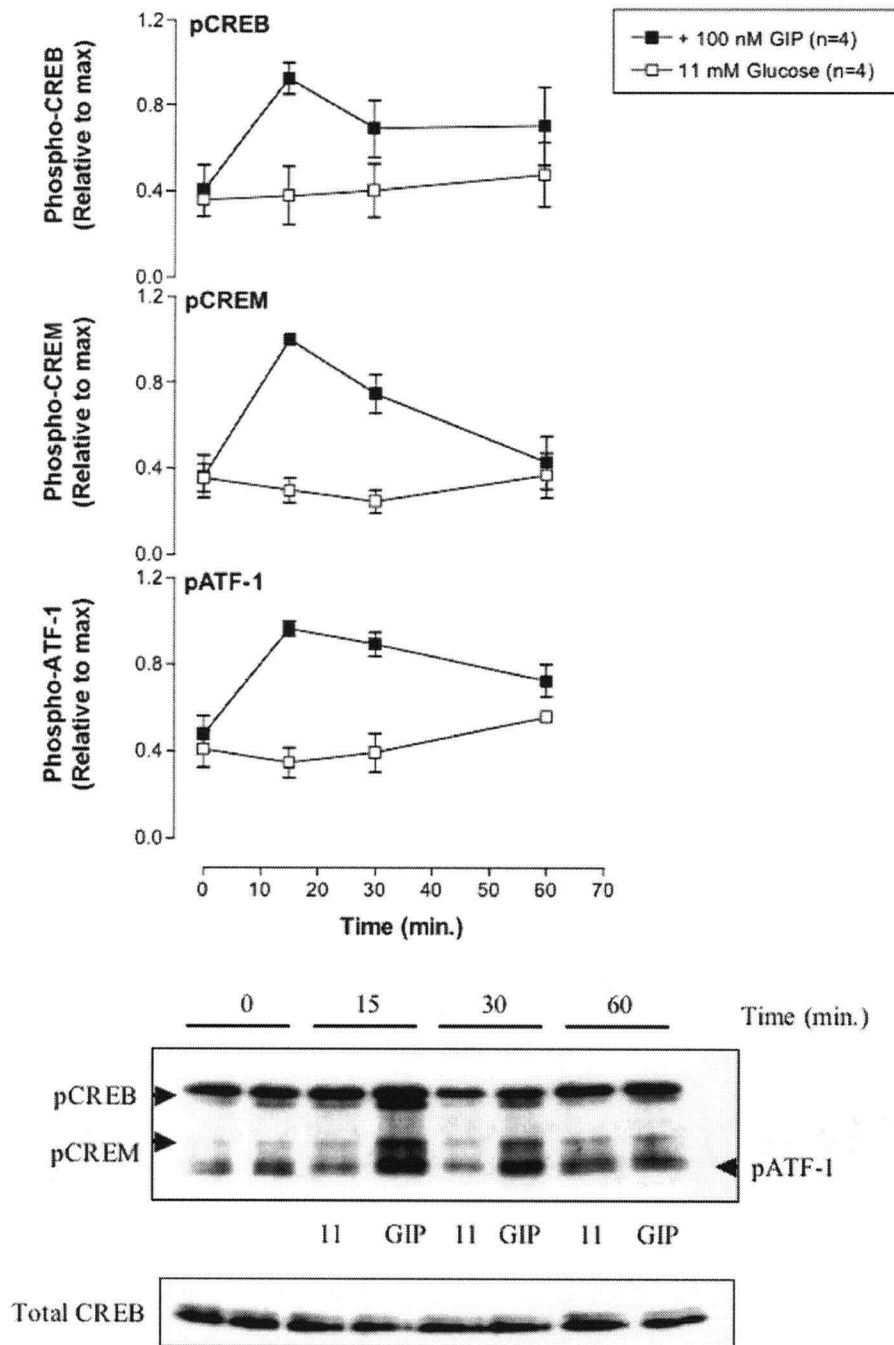 pCREB
+ 100 nM GIP (n=4)
11 mM Glucose (n=4)
Phospho-CREB
(Relative to max)
1.2
0.8
0.4
0.0
pCREM
Phospho-CREM
(Relative to max)
1.2
0.8
0.4
0.0
pATF-1
Phospho-ATF-1
(Relative to max)
1.2
0.8
0.4
0.0
0 10 20 30 40 50 60 70
Time (min.)
0 15 30 60 Time (min.)
pCREB
pCREM
pATF-1
11 GIP 11 GIP 11 GIP
Total CREB